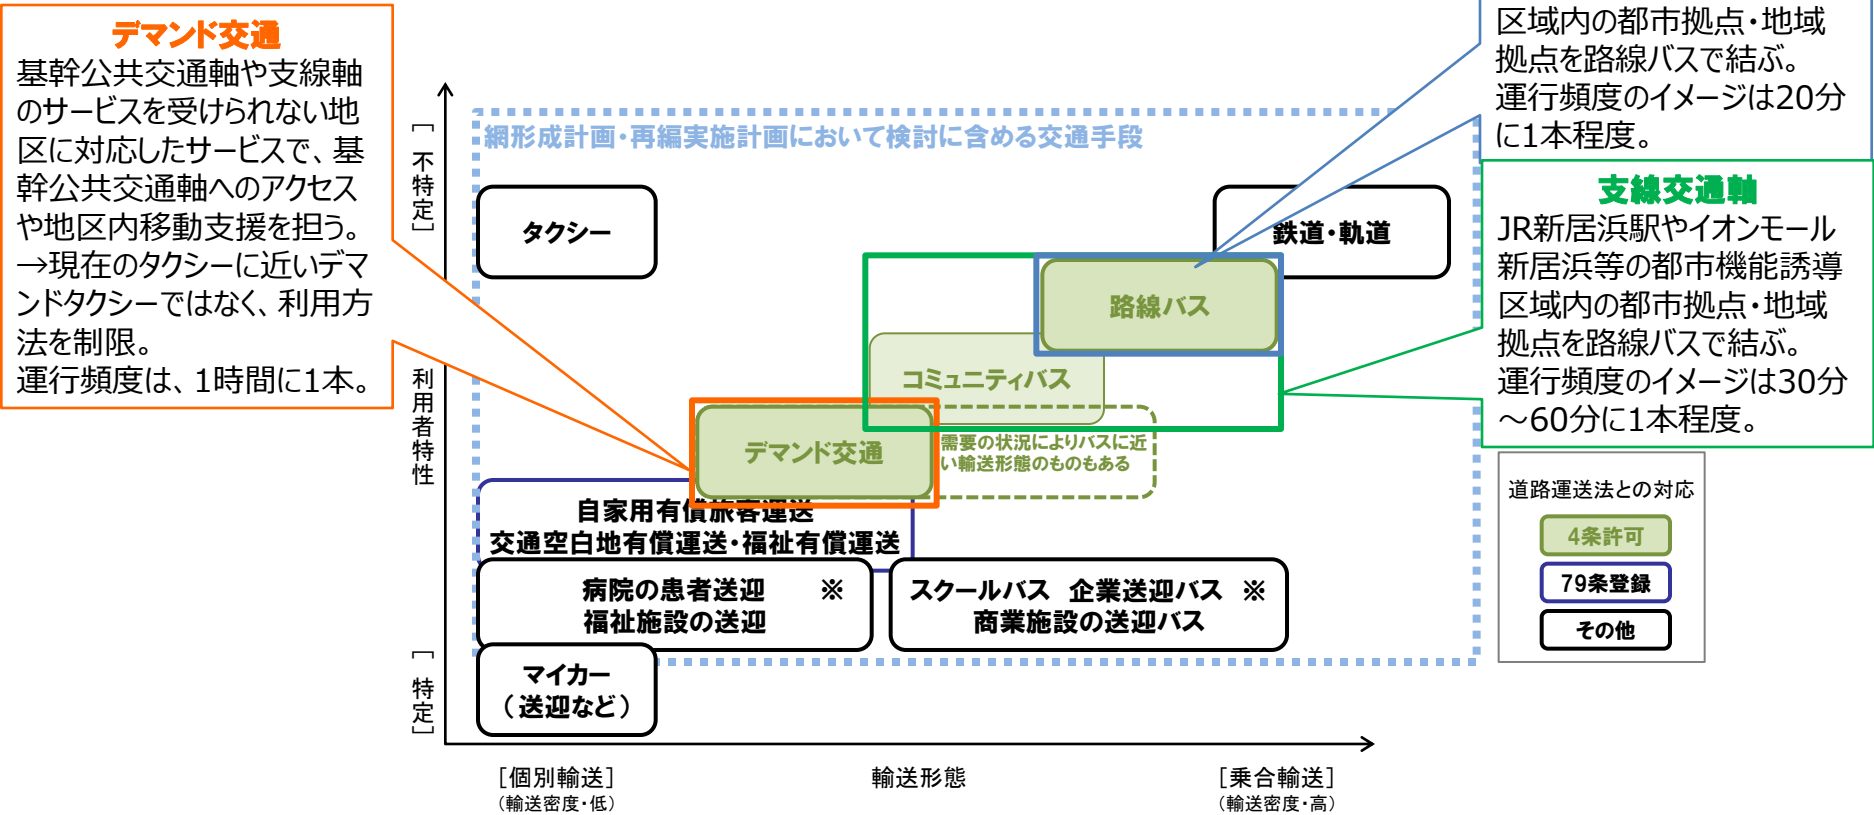 デマンド交通
基幹公共交通軸や支線軸
のサービスを受けられない地
区に対応したサービスで、基
幹公共交通軸へのアクセス
や地区内移動支援を担う。
→現在のタクシーに近いデマ
ンドタクシーではなく、利用方
法を制限。
運行頻度は、1時間に1本。
区域内の都市拠点・地域
拠点を路線バスで結ぶ。
運行頻度のイメージは20分
に1本程度。
支線交通軸
JR新居浜駅やイオンモール
新居浜等の都市機能誘導
区域内の都市拠点・地域
拠点を路線バスで結ぶ。
運行頻度のイメージは30分
～60分に1本程度。
網形成計画・再編実施計画において検討に含める交通手段
[不特定]
利用者特性
[特定]
タクシー
鉄道・軌道
路線バス
コミュニティバス
デマンド交通
需要の状況によりバスに近
い輸送形態のものもある
自家用有償旅客運送
交通空白地有償運送・福祉有償運送
病院の患者送迎 ※
福祉施設の送迎
スクールバス 企業送迎バス ※
商業施設の送迎バス
マイカー
（送迎など）
道路運送法との対応
4条許可
79条登録
その他
[個別輸送]
（輸送密度・低）
輸送形態
[乗合輸送]
（輸送密度・高）